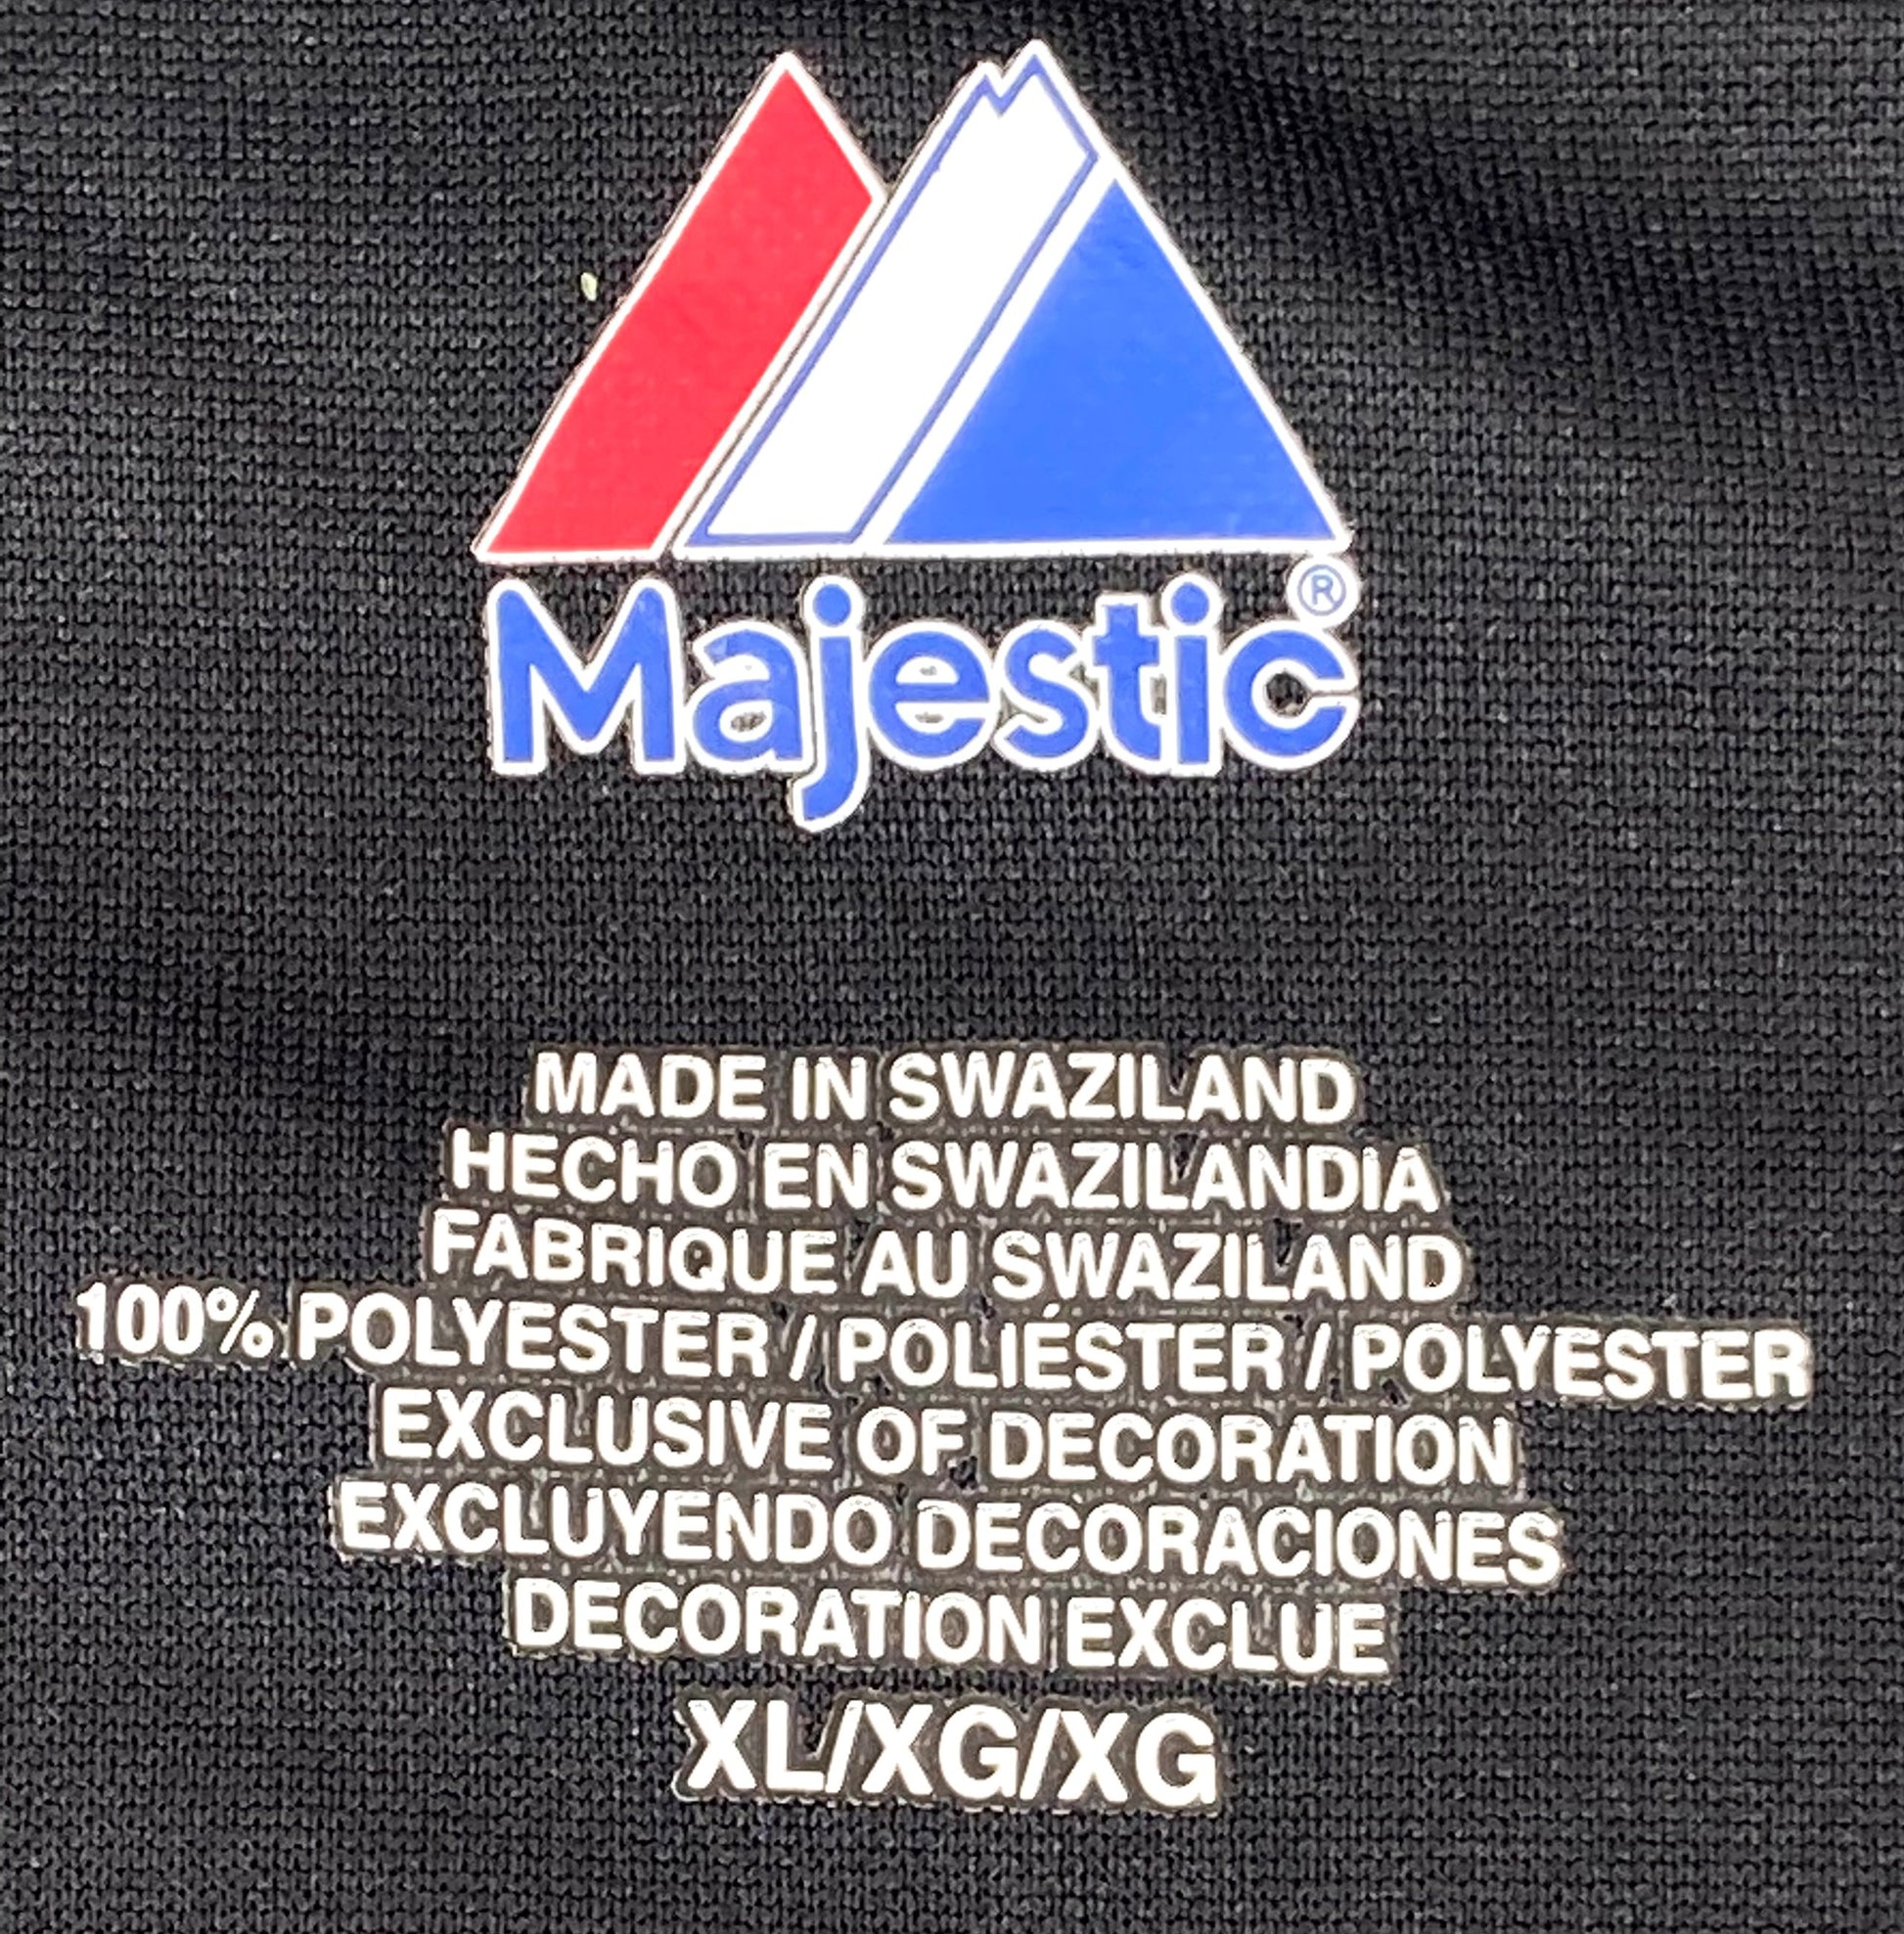 Majestic®
MADE IN SWAZILAND
HECHO EN SWAZILANDIA
FABRIQUE AU SWAZILAND
100% POLYESTER / POLIÉSTER / POLYESTER
EXCLUSIVE OF DECORATION
EXCLUYENDO DECORACIONES
DECORATION EXCLUE
XL/XG/XG